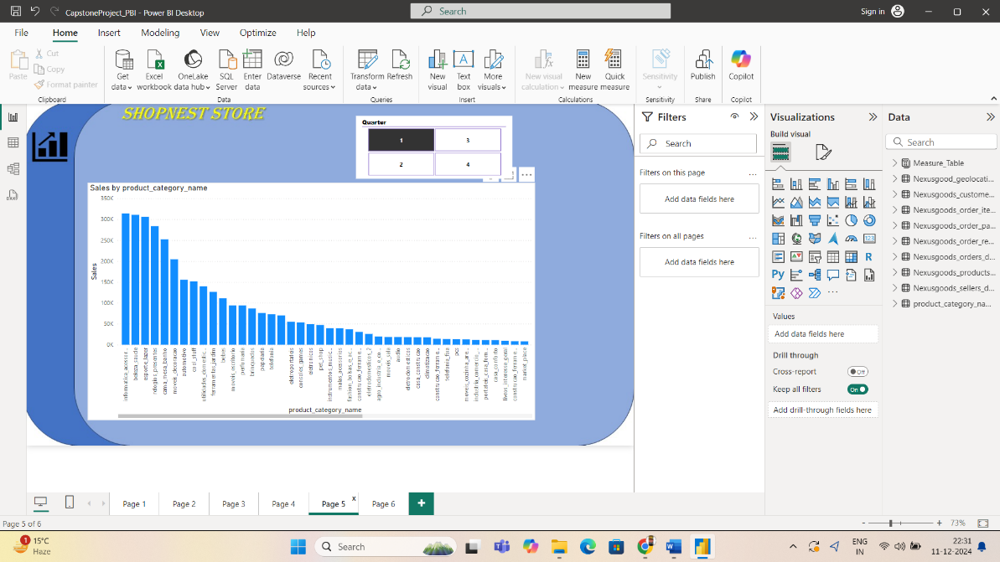 CapstoneProject_PBI - Power BI Desktop
Search
Sign in
File Home Insert Modeling View Optimize Help
Paste
Cut
Copy
Format painter
Clipboard
Get data
Excel workbook
OneLake data hub
SQL Server
Enter data
Dataverse
Recent sources
Data
Transform data
Refresh
Queries
New visual
Text box
More visuals
Insert
New visual calculation
New measure
Quick measure
Calculations
Sensitivity
Sensitivity
Publish
Share
Copilot
Copilot
SHOPNEST STORE
Quarter
1 3
2 4
Sales by product_category_name
350K
300K
250K
200K
150K
100K
50K
0K
Sales
informatica_acessor...
beleza_saude
esporte_lazer
relogios_presentes
cama_mesa_banho
moveis_decoracao
automotivo
cool_stuff
utilidades_domestic...
ferramentas_jardim
bebes
moveis_escritorio
perfumaria
brinquedos
papelaria
telefonia
eletroportateis
consoles_games
eletronicos
pet_shop
instrumentos_music...
malas_acessorios
fashion_bolsas_e_ac...
construcao_ferrame...
eletrodomesticos_2
agro_industria_e_co...
moveis_sala
audio
eletrodomesticos
casa_construcao
climatizacao
construcao_ferrame...
telefonia_fixa
pcs
moveis_cozinha_are...
industria_comercio_...
portateis_casa_forn...
casa_conforto
livros_interesse_geral
construcao_ferrame...
market_place
product_category_name
Filters
Search
Filters on this page ...
Add data fields here
Filters on all pages ...
Add data fields here
Visualizations
Build visual
123
R
Py
...
Values
Add data fields here
Drill through
Cross-report Off
Keep all filters On
Add drill-through fields here
Data
Search
Measure_Table
Nexusgood_geolocati...
Nexusgoods_custome...
Nexusgoods_order_ite...
Nexusgoods_order_pa...
Nexusgoods_order_re...
Nexusgoods_orders_d...
Nexusgoods_products...
Nexusgoods_sellers_d...
product_category_na...
Page 1 Page 2 Page 3 Page 4 Page 5 x Page 6 +
Page 5 of 6
- + 73%
1
15°C
Haze
Search
ENG
IN
22:31
11-12-2024